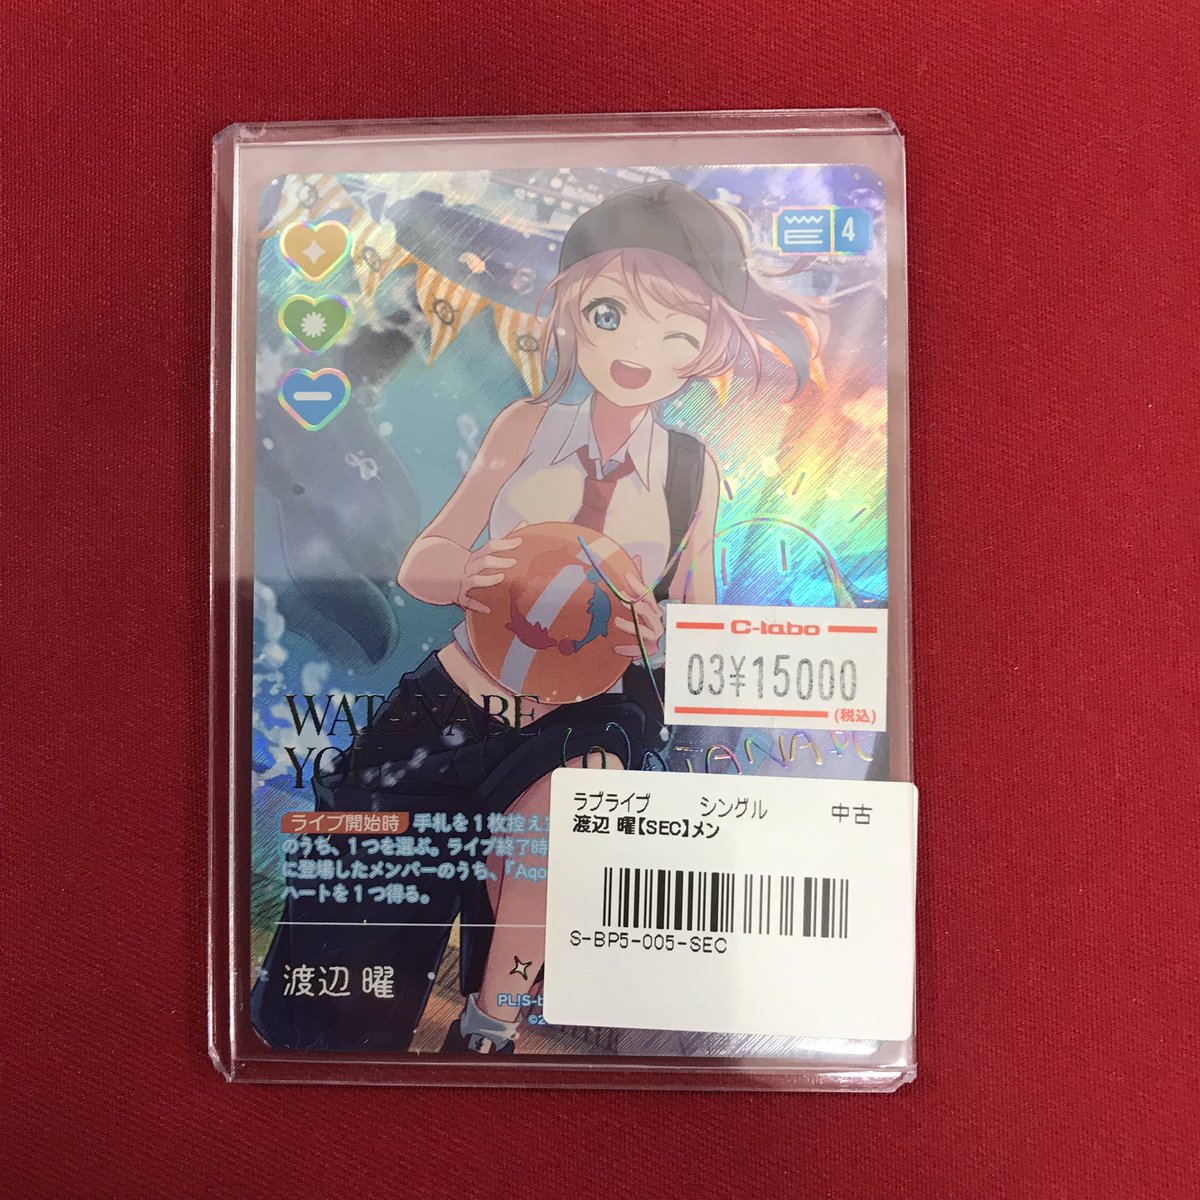 4
C-labo
03¥15000
(税込)
WATANABE
YOU
WATANABE
ライブ開始時 手札を1枚控え
のうち、1つを選ぶ。ライブ終了時
に登場したメンバーのうち、『Aqo
ハートを1つ得る。
渡辺 曜
PL!S-b
©2
ラブライブ シングル 中古
渡辺 曜【SEC】メン
S-BP5-005-SEC